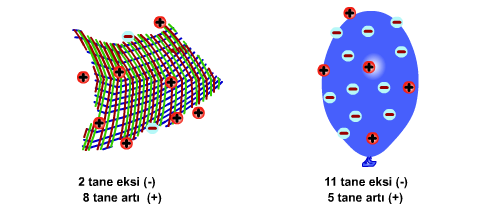 2 tane eksi (-)
8 tane artı (+)
11 tane eksi (-)
5 tane artı (+)